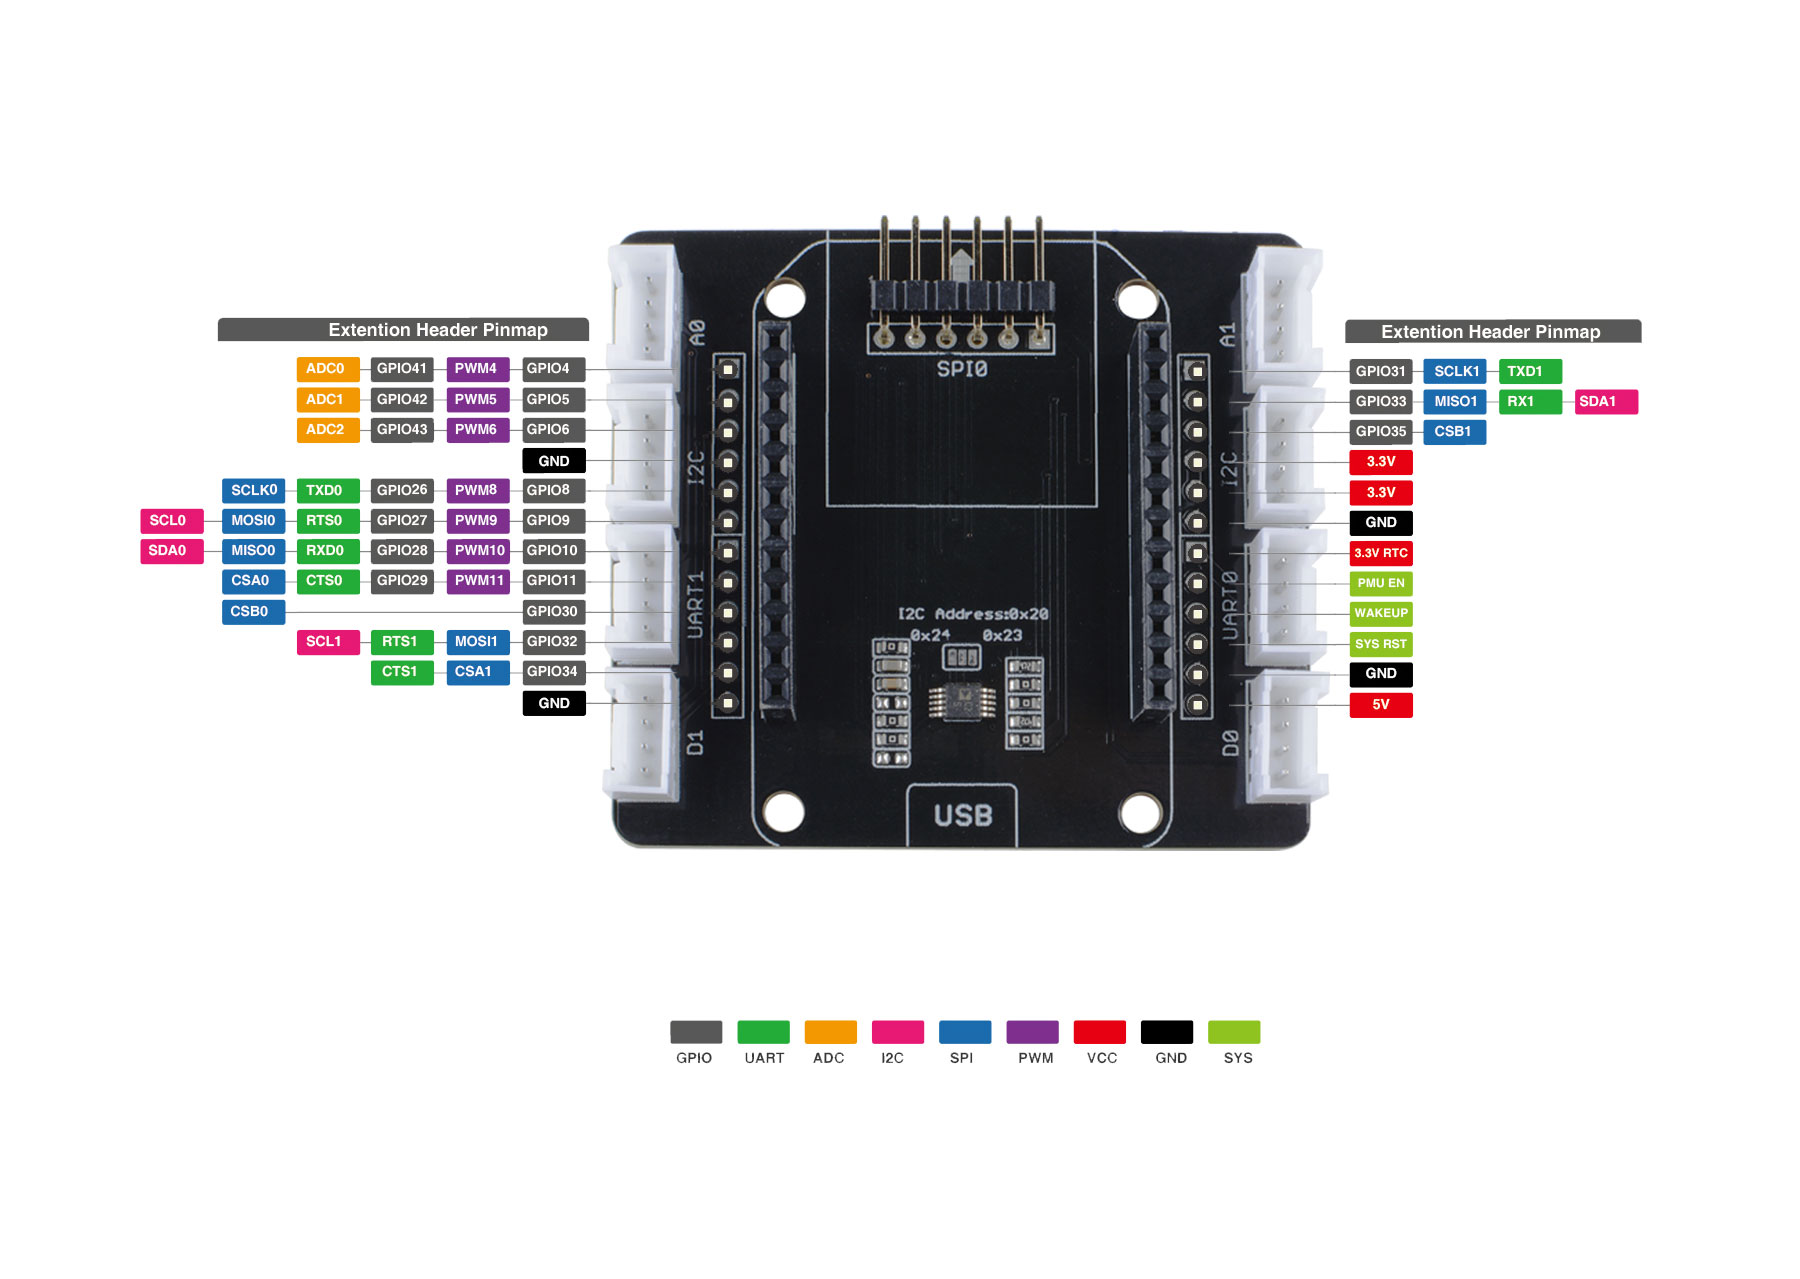 Extention Header Pinmap
ADC0 GPIO41 PWM4 GPIO4
ADC1 GPIO42 PWM5 GPIO5
ADC2 GPIO43 PWM6 GPIO6
GND
SCLK0 TXD0 GPIO26 PWM8 GPIO8
SCL0 MOSI0 RTS0 GPIO27 PWM9 GPIO9
SDA0 MISO0 RXD0 GPIO28 PWM10 GPIO10
CSA0 CTS0 GPIO29 PWM11 GPIO11
CSB0 GPIO30
SCL1 RTS1 MOSI1 GPIO32
CTS1 CSA1 GPIO34
GND
A0
I2C
UART1
D1
SPI0
I2C Address:0x20
0x24 0x23
USB
A1
I2C
UART0
D0
Extention Header Pinmap
GPIO31 SCLK1 TXD1
GPIO33 MISO1 RX1 SDA1
GPIO35 CSB1
3.3V
3.3V
GND
3.3V RTC
PMU EN
WAKEUP
SYS RST
GND
5V
GPIO UART ADC I2C SPI PWM VCC GND SYS